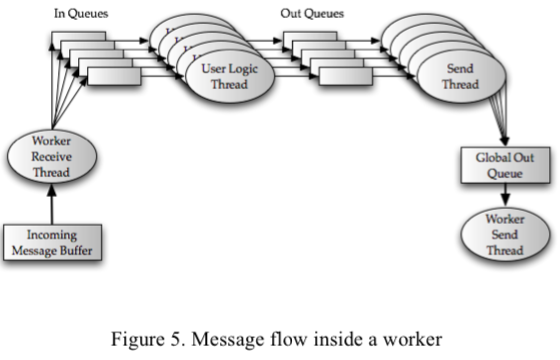 In Queues
Out Queues
User Logic
Thread
Send
Thread
Worker
Receive
Thread
Global Out
Queue
Incoming
Message Buffer
Worker
Send
Thread
Figure 5. Message flow inside a worker